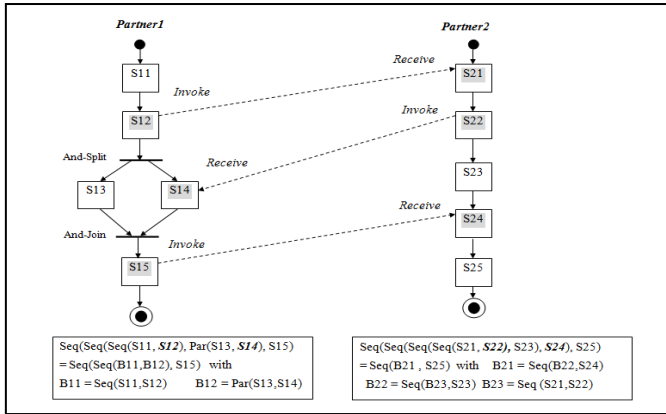 Partner1
Partner2
Receive
S11
S21
Invoke
Invoke
S12
S22
And-Split
Receive
S13
S14
S23
Receive
And-Join
Invoke
S24
S15
S25
Seq(Seq(Seq(S11, S12), Par(S13, S14), S15)
= Seq(Seq(B11,B12), S15) with
B11 = Seq(S11,S12) B12 = Par(S13,S14)
Seq(Seq(Seq(Seq(S21, S22), S23), S24), S25)
=Seq(B21 , S25) with B21 = Seq(B22,S24)
B22 = Seq(B23,S23) B23 = Seq (S21,S22)